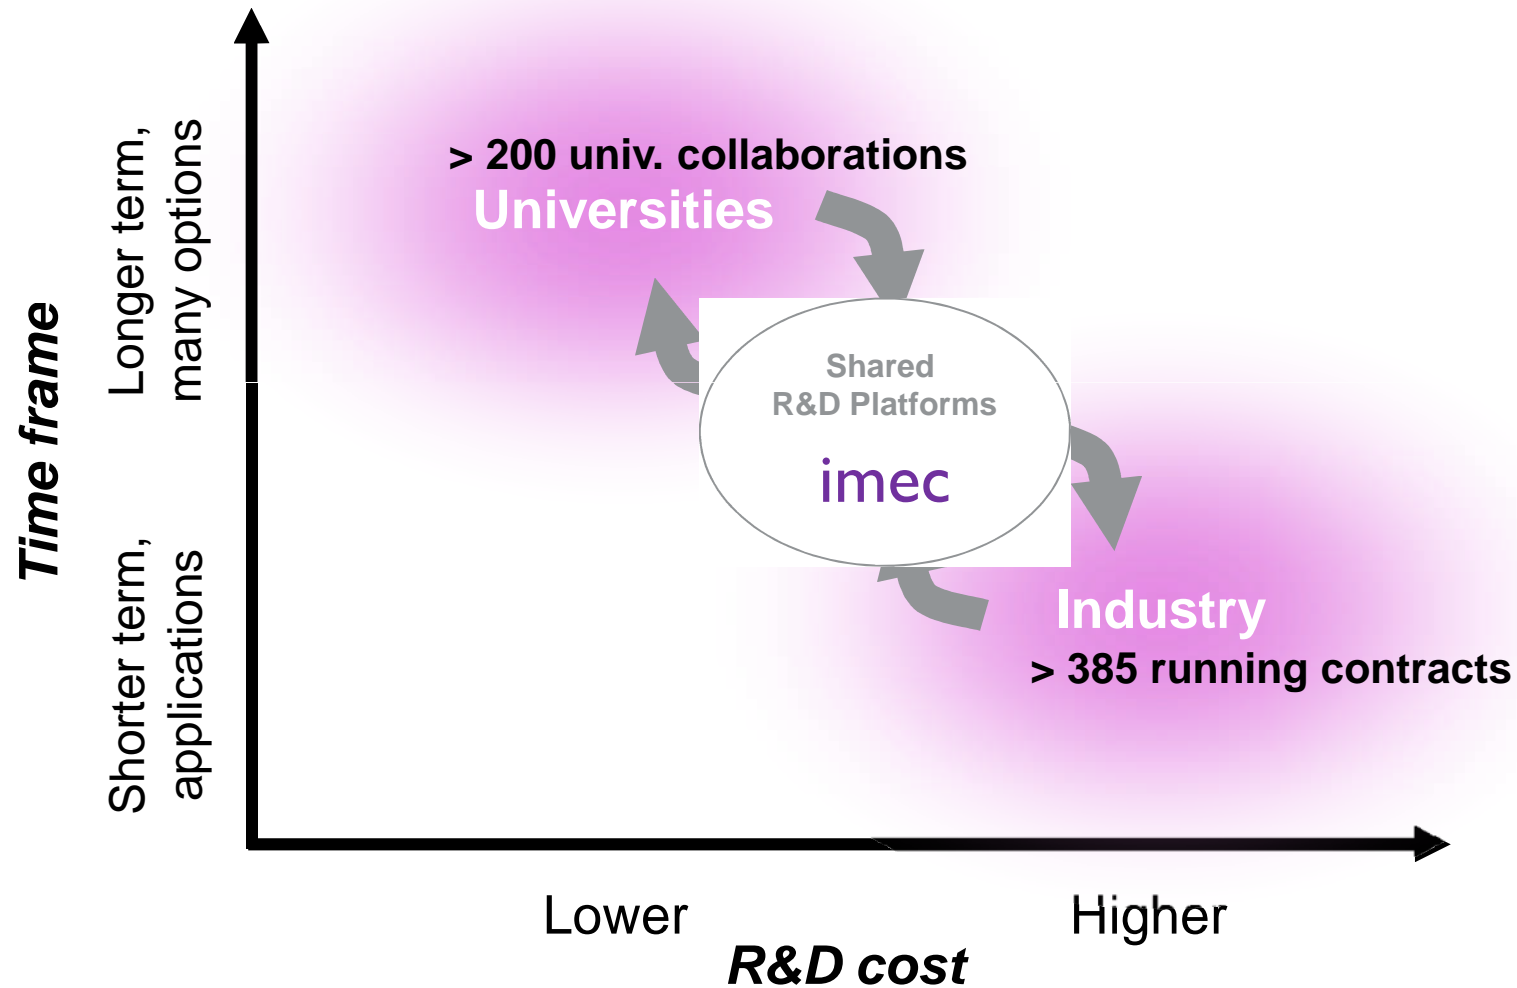 > 200 univ. collaborations
Universities
Longer term,
many options
Time frame
Shared
R&D Platforms
imec
Shorter term,
applications
Industry
> 385 running contracts
Lower
Higher
R&D cost